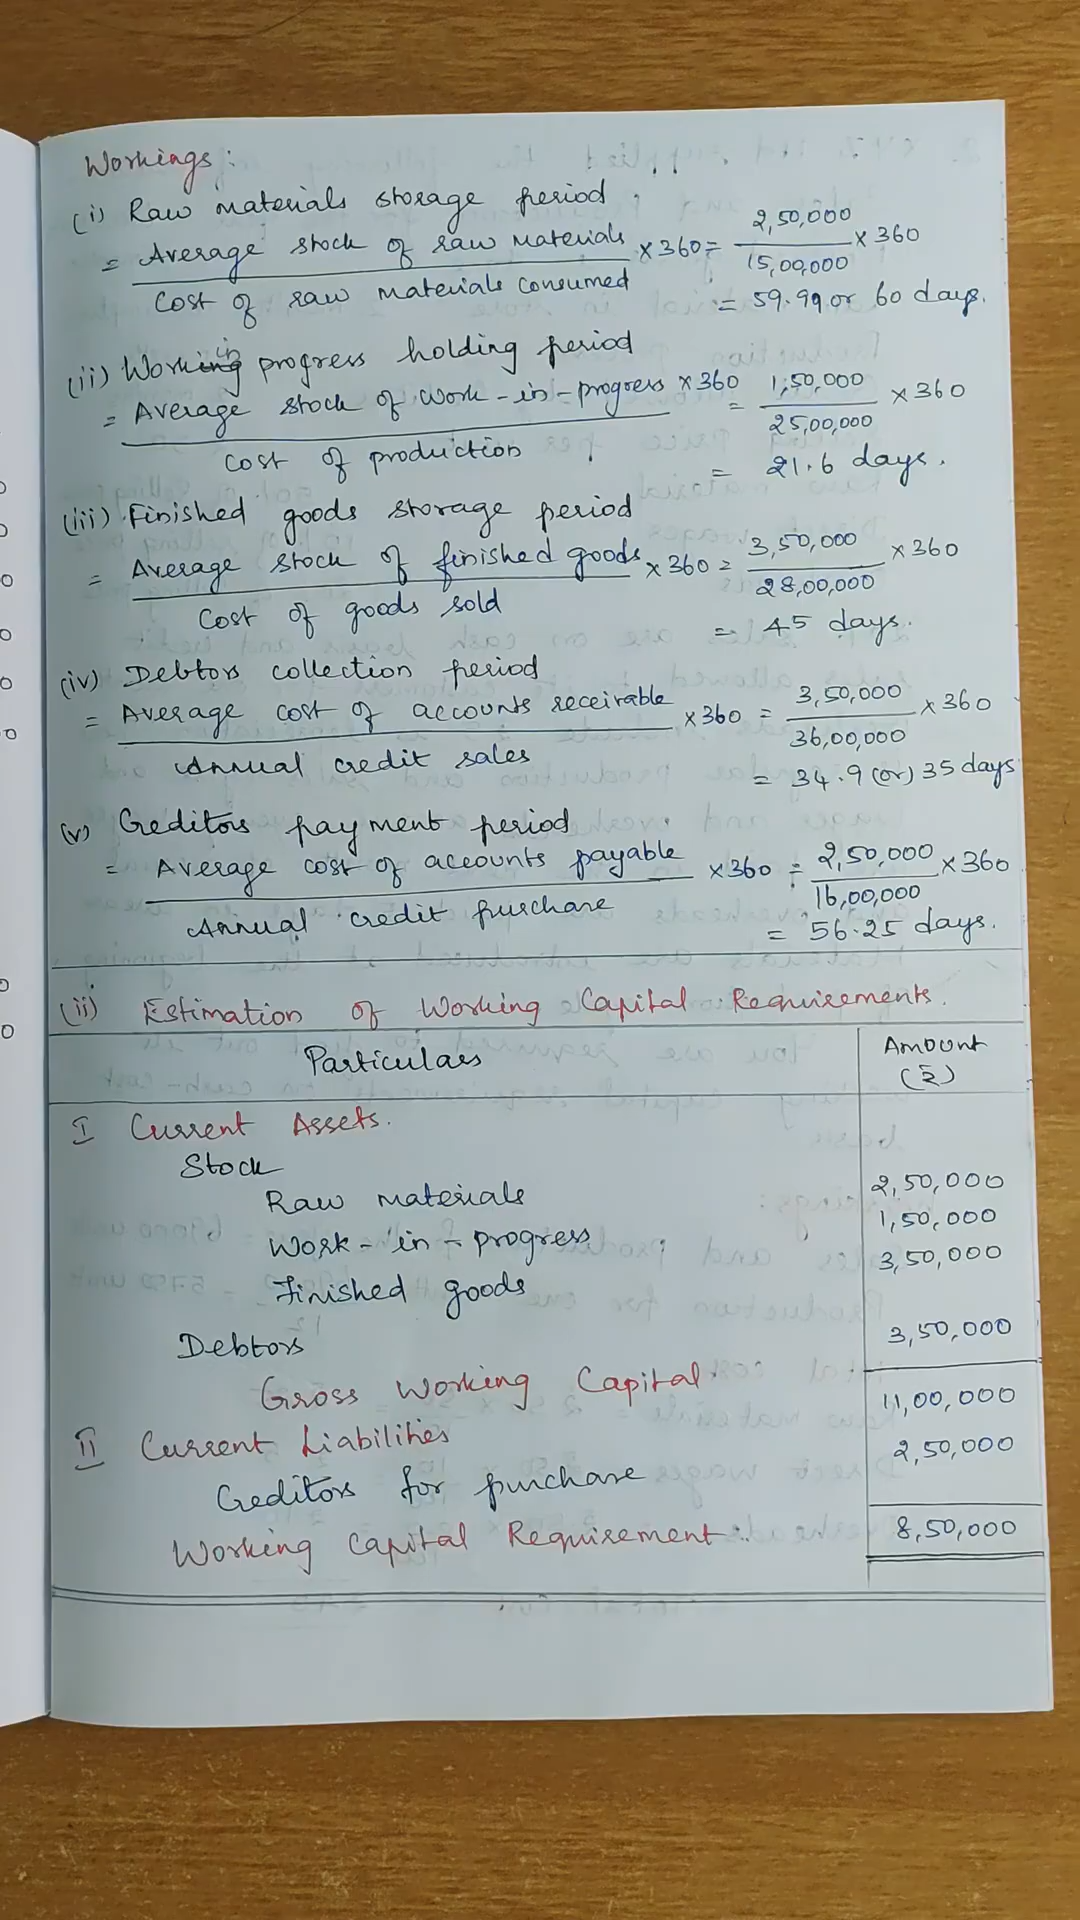 Workings:
(i) Raw materials storage period.
= Average stock of raw materials / Cost of raw materials consumed × 360 = 2,50,000 / 15,00,000 × 360
= 59.99 or 60 days.
(ii) Working in progress holding period
= Average stock of work-in-progress / Cost of production × 360 = 1,50,000 / 25,00,000 × 360
= 21.6 days.
(iii) Finished goods storage period
= Average stock of finished goods / Cost of goods sold × 360 = 3,50,000 / 28,00,000 × 360
= 45 days.
(iv) Debtors collection period
= Average cost of accounts receivable / Annual credit sales × 360 = 3,50,000 / 36,00,000 × 360
= 34.9 (or) 35 days
(v) Creditors payment period
= Average cost of accounts payable / Annual credit purchase × 360 = 2,50,000 / 16,00,000 × 360
= 56.25 days.
(ii) Estimation of Working Capital Requirements.
Particulars Amount (₹)
I Current Assets.
Stock
Raw materials 2,50,000
Work-in-progress 1,50,000
Finished goods 3,50,000
Debtors 3,50,000
Gross Working Capital 11,00,000
II Current Liabilities
Creditors for purchase 2,50,000
Working Capital Requirement: 8,50,000